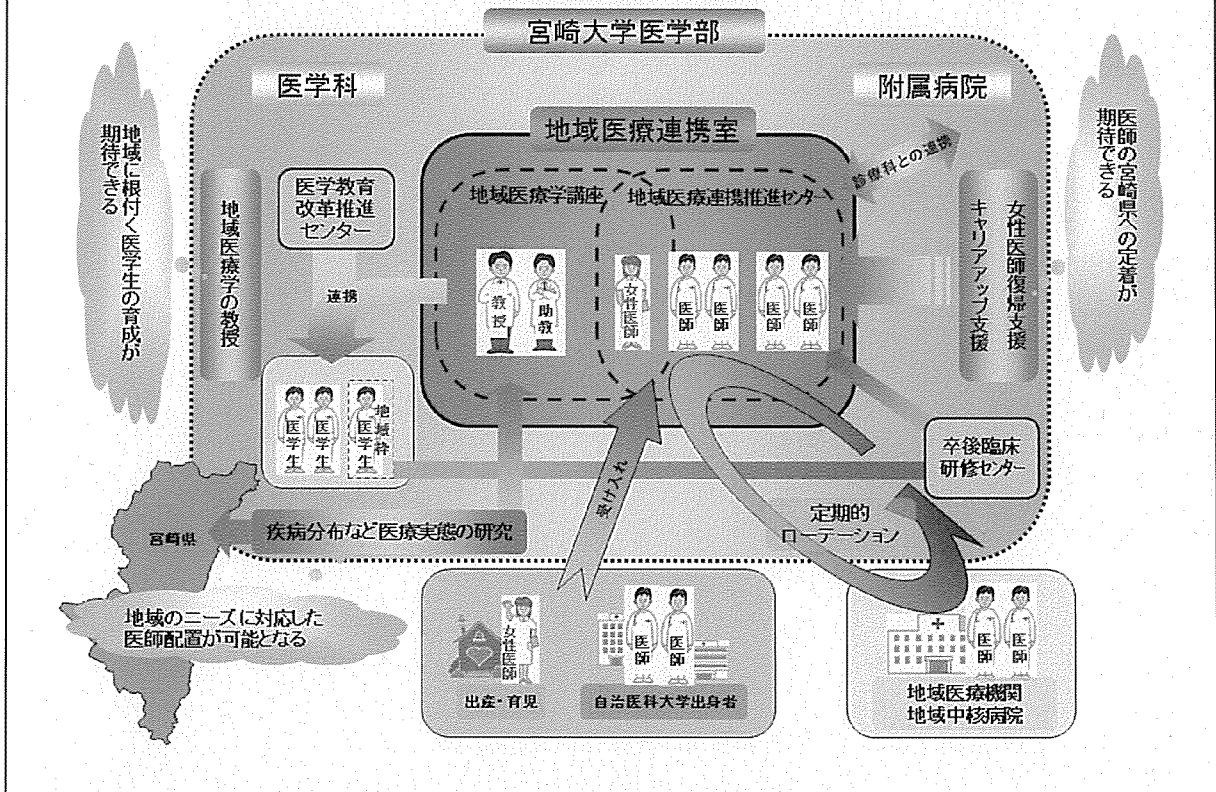 宮崎大学医学部
医学科
附属病院
地域医療連携室
地域に根付く医学生の育成が
期待できる
医師の宮崎県への定着が
期待できる
地域医療学の教授
医学教育
改革推進
センター
連携
地域医療学講座
地域医療連携推進センター
診療科との連携
女性医師復帰支援
キャリアアップ支援
教授
助教
女性医師
医師
医師
医師
医師
医学生
医学生
医学生
地域枠
卒後臨床
研修センター
受け入れ
定期的
ローテーション
宮崎県
疾病分布など医療実態の研究
地域のニーズに対応した
医師配置が可能となる
女性医師
出産・育児
医師
医師
自治医科大学出身者
医師
医師
地域医療機関
地域中核病院